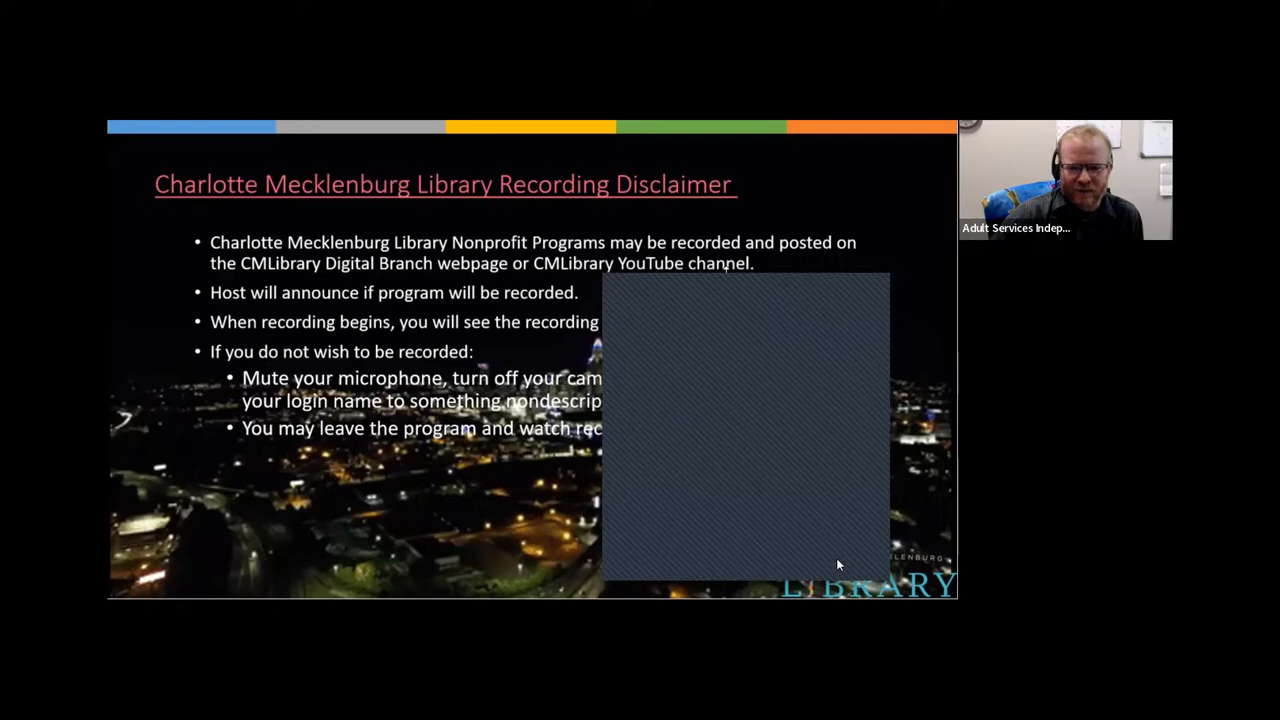 Charlotte Mecklenburg Library Recording Disclaimer
• Charlotte Mecklenburg Library Nonprofit Programs may be recorded and posted on
the CMLibrary Digital Branch webpage or CMLibrary YouTube channel.
• Host will announce if program will be recorded.
• When recording begins, you will see the recording
• If you do not wish to be recorded:
• Mute your microphone, turn off your cam
your login name to something nondescrip
• You may leave the program and watch rec
KLENBURG
LIBRARY
Adult Services Indep...